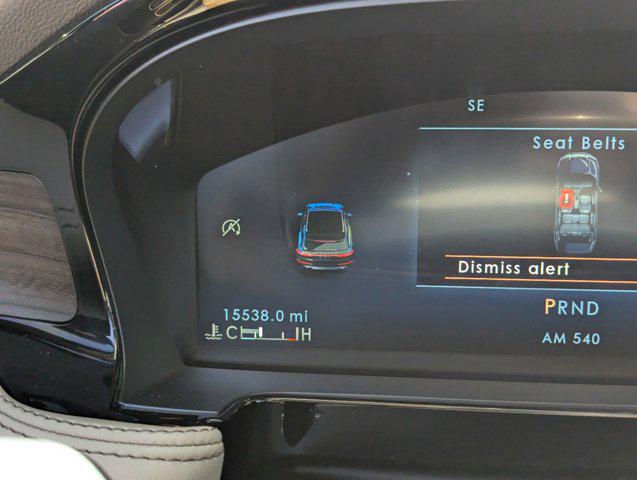 SE
Seat Belts
Dismiss alert
15538.0 mi
PRND
C H
AM 540